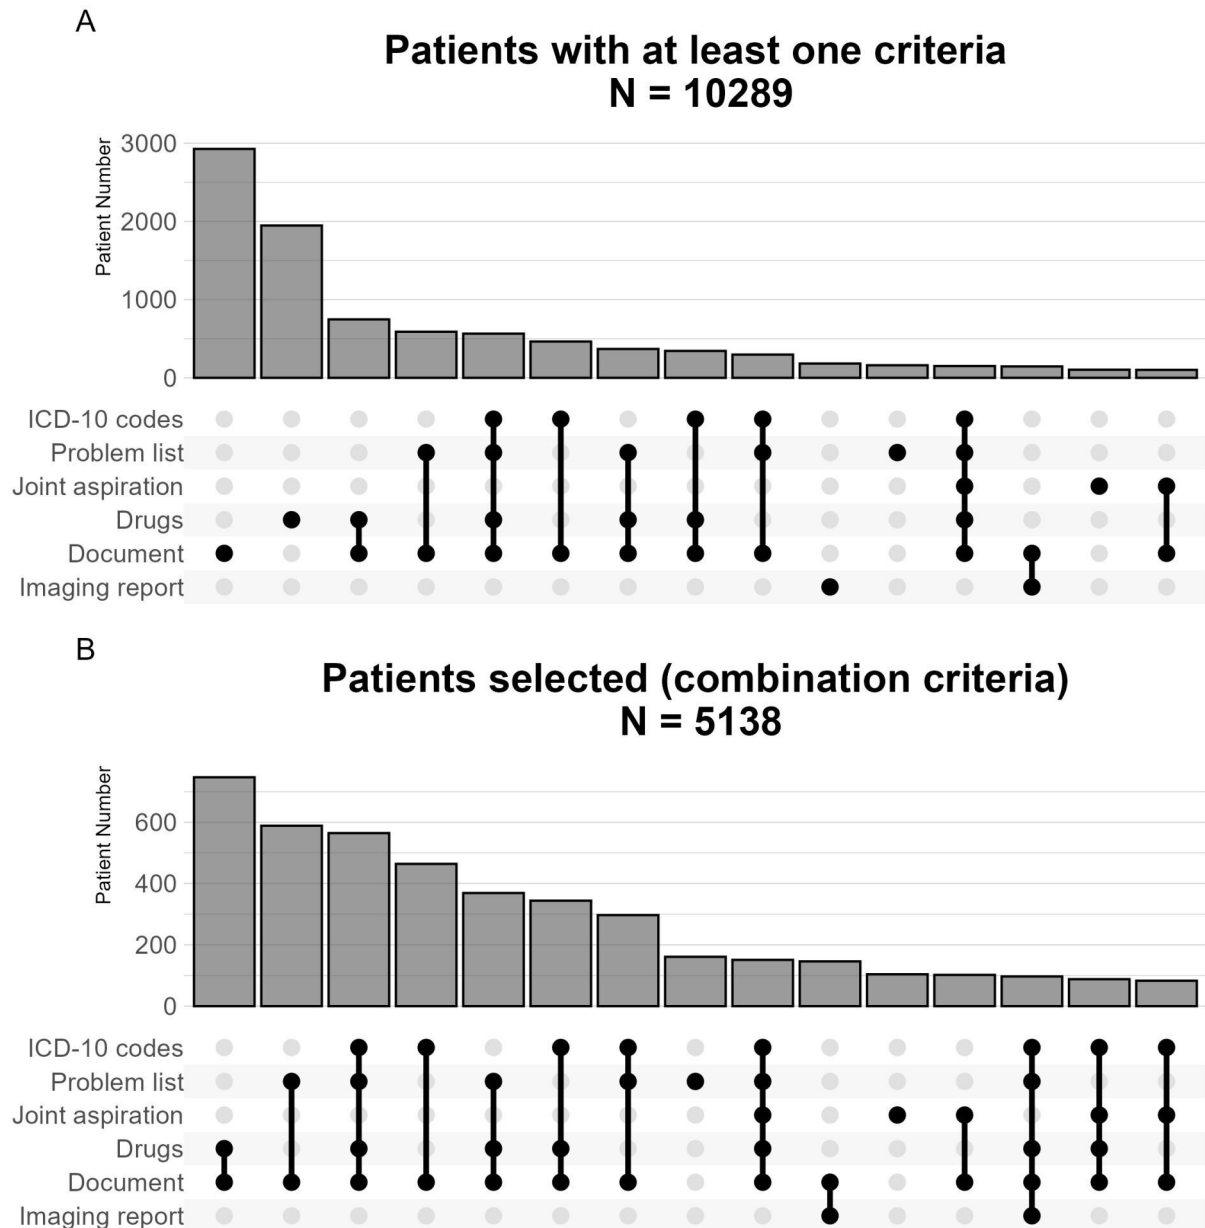 A
Patients with at least one criteria
N = 10289
Patient Number
3000
2000
1000
0
ICD-10 codes
Problem list
Joint aspiration
Drugs
Document
Imaging report
B
Patients selected (combination criteria)
N = 5138
Patient Number
600
400
200
0
ICD-10 codes
Problem list
Joint aspiration
Drugs
Document
Imaging report